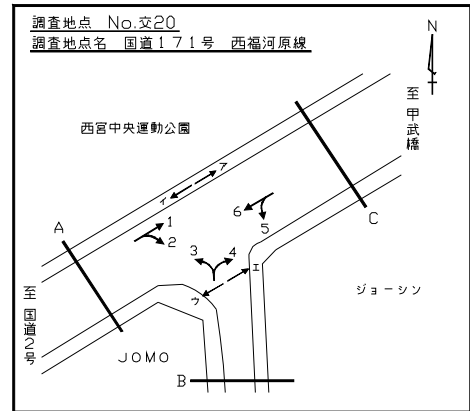 調査地点 No.交20
調査地点名 国道171号 西福河原線
N
至 甲武橋
西宮中央運動公園
ア
イ
A
1
2
3
4
5
6
C
エ
ウ
ジョーシン
至 国道2号
JOMO
B